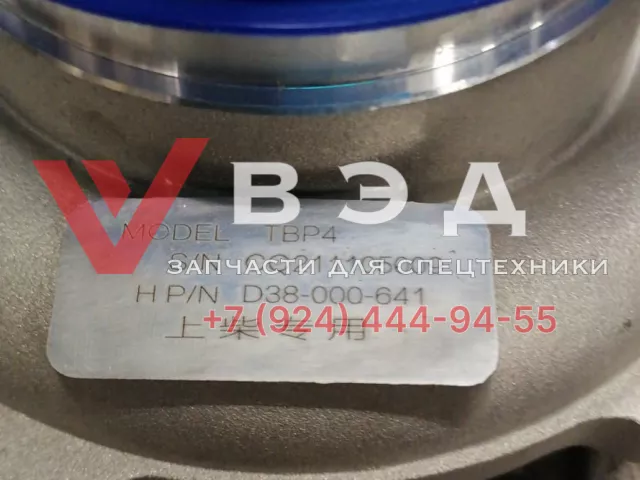 ВЭД
ЗАПЧАСТИ ДЛЯ СПЕЦТЕХНИКИ
MODEL TBP4
S/N
H P/N D38-000-641
+7 (924) 444-94-55
上柴专用